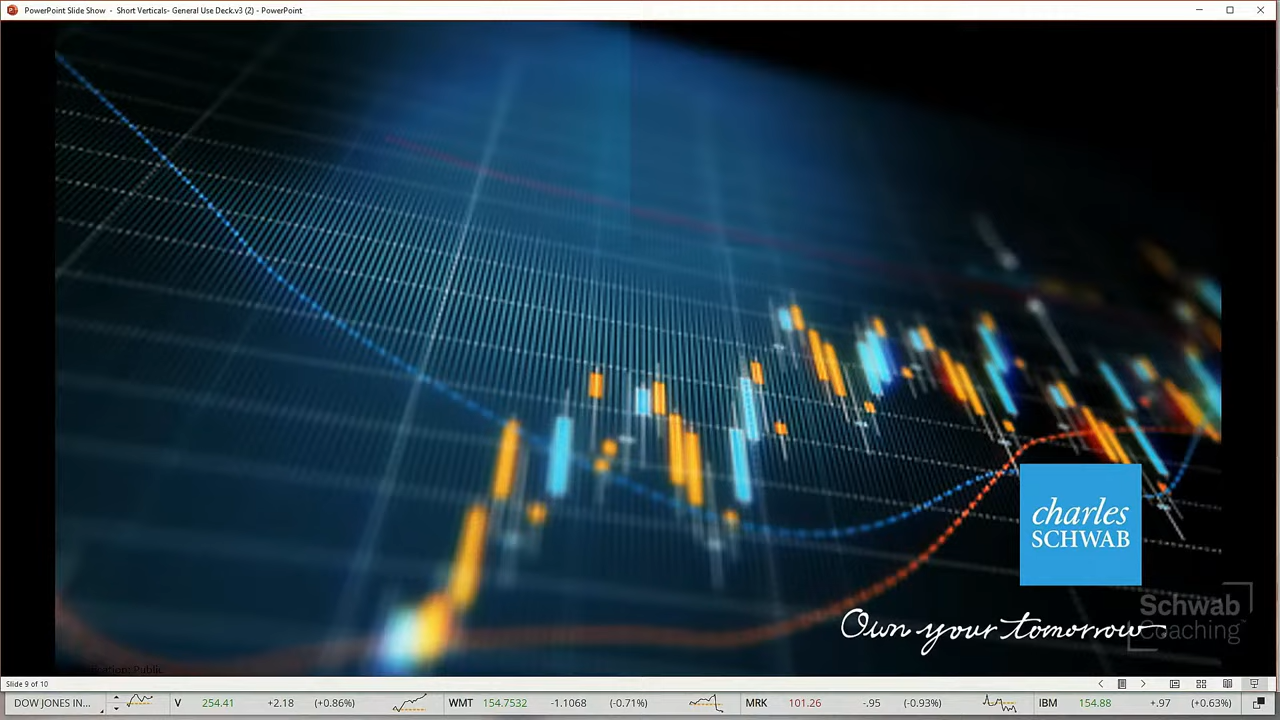 PowerPoint Slide Show - Short Verticals- General Use Deck.v3 (2) - PowerPoint
charles
SCHWAB
Own your tomorrow
Schwab
Coaching
Public
Slide 9 of 10
DOW JONES IN... V 254.41 +2.18 (+0.86%) WMT 154.7532 -1.1068 (-0.71%) MRK 101.26 -.95 (-0.93%) IBM 154.88 +.97 (+0.63%)